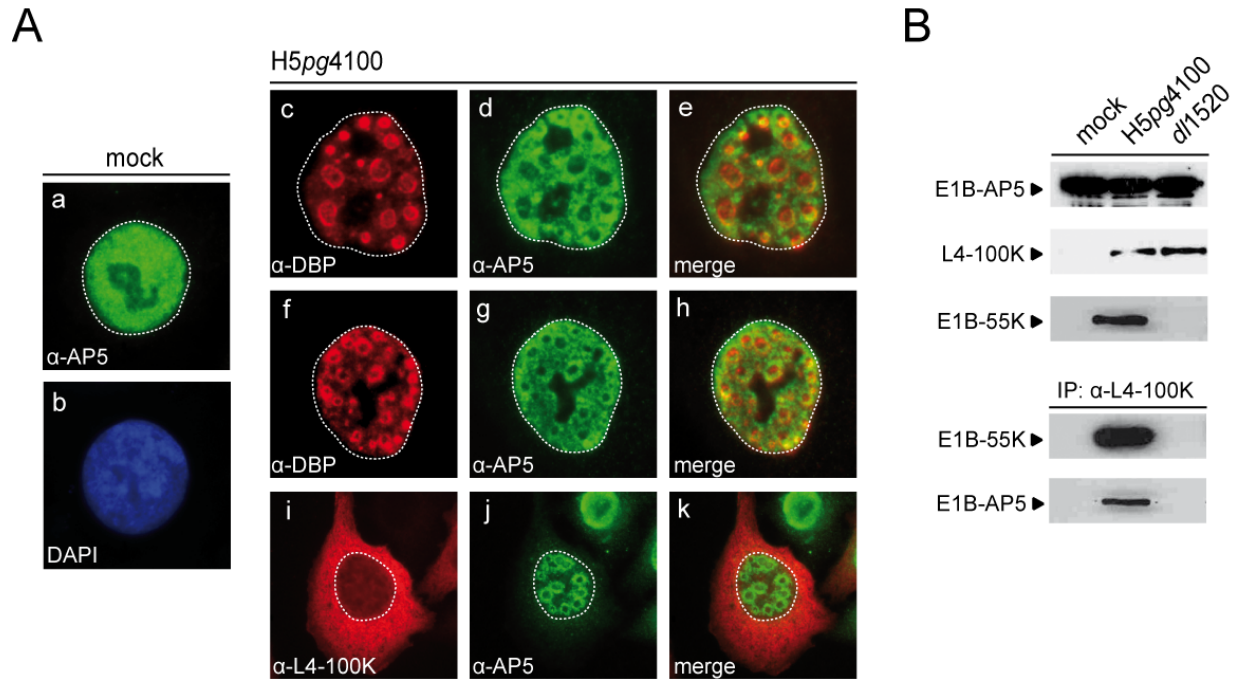 A
mock
a
α-AP5
b
DAPI
H5pg4100
c
α-DBP
d
α-AP5
e
merge
f
α-DBP
g
α-AP5
h
merge
i
α-L4-100K
j
α-AP5
k
merge
B
mock
H5pg4100
dl1520
E1B-AP5
L4-100K
E1B-55K
IP: α-L4-100K
E1B-55K
E1B-AP5